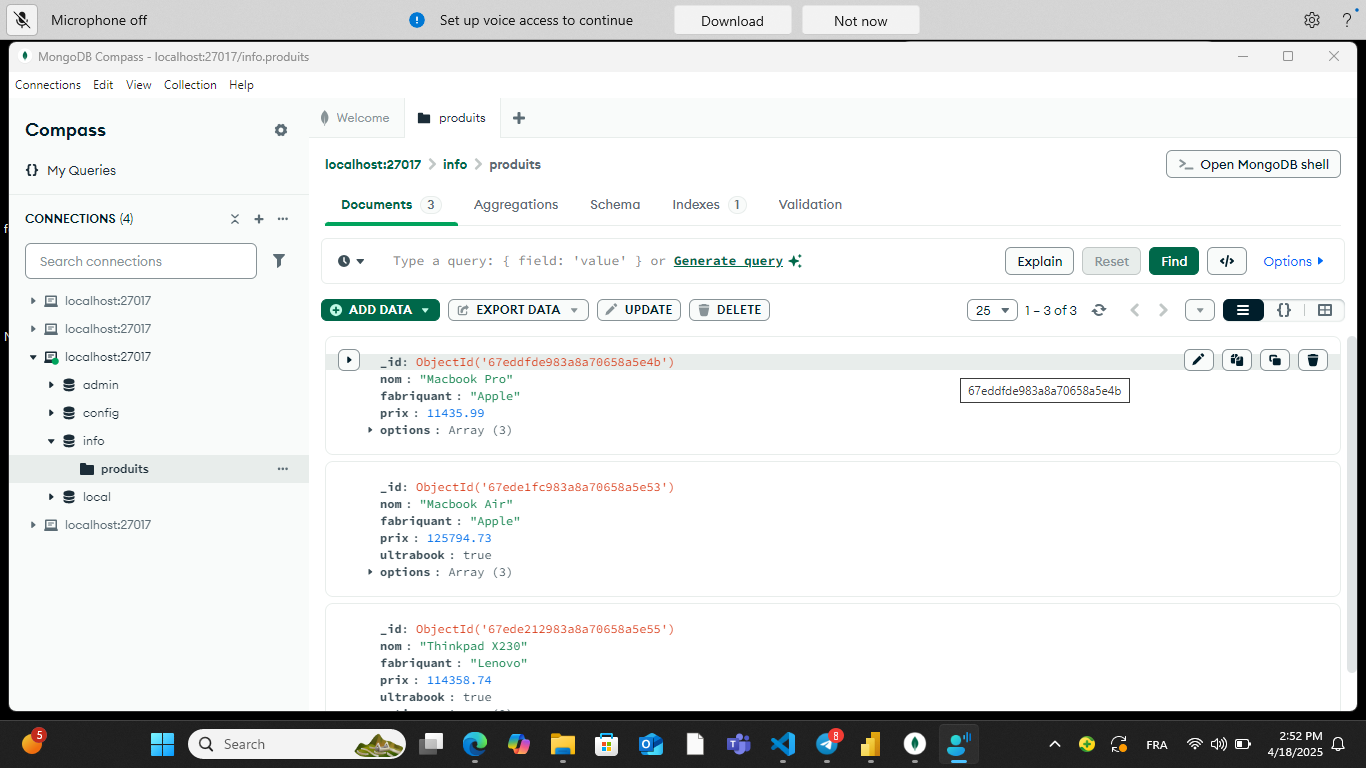 Microphone off
Set up voice access to continue
Download
Not now
?
MongoDB Compass - localhost:27017/info.produits
Connections Edit View Collection Help
Compass
My Queries
CONNECTIONS (4)
Search connections
localhost:27017
localhost:27017
localhost:27017
admin
config
info
produits
local
localhost:27017
Welcome
produits
localhost:27017 > info > produits
>_ Open MongoDB shell
Documents 3 Aggregations Schema Indexes 1 Validation
Type a query: { field: 'value' } or Generate query
Explain Reset Find </> Options
ADD DATA EXPORT DATA UPDATE DELETE
25 1 – 3 of 3 {}
_id: ObjectId('67eddfde983a8a70658a5e4b')
nom : "Macbook Pro"
67eddfde983a8a70658a5e4b
fabriquant : "Apple"
prix : 11435.99
options : Array (3)
_id: ObjectId('67ede1fc983a8a70658a5e53')
nom : "Macbook Air"
fabriquant : "Apple"
prix : 125794.73
ultrabook : true
options : Array (3)
_id: ObjectId('67ede212983a8a70658a5e55')
nom : "Thinkpad X230"
fabriquant : "Lenovo"
prix : 114358.74
ultrabook : true
5
Search
8
FRA
2:52 PM
4/18/2025